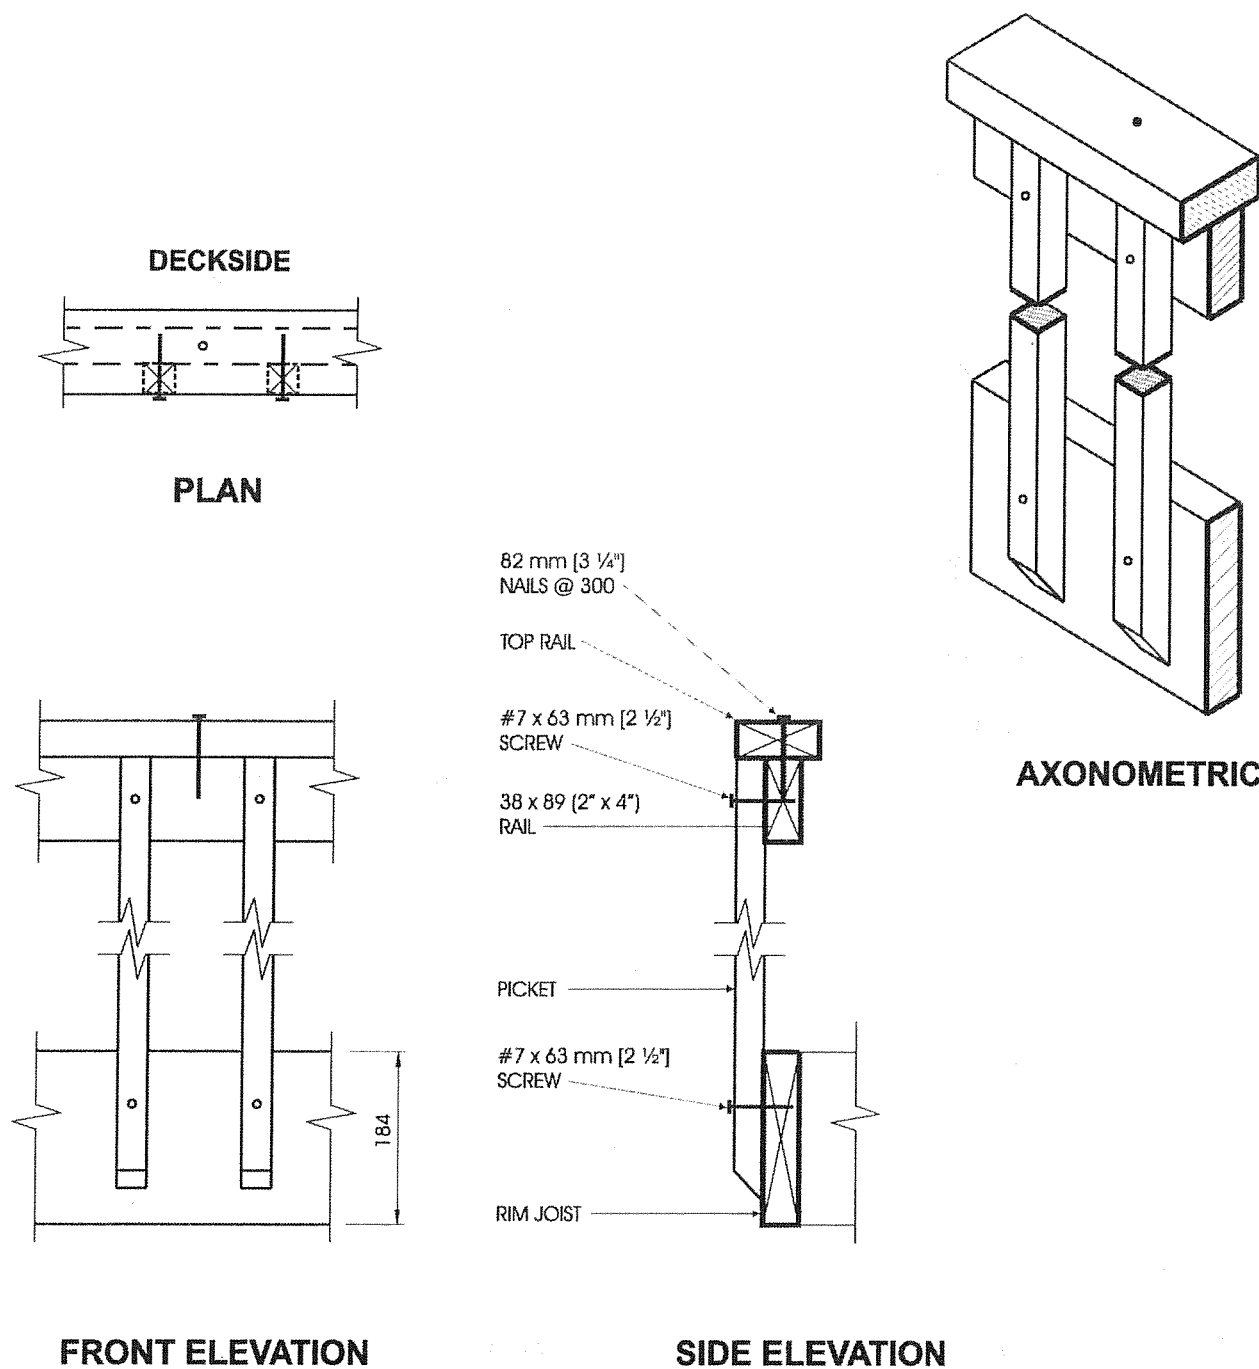 DECKSIDE
PLAN
82 mm [3 ¼"]
NAILS @ 300
TOP RAIL
#7 x 63 mm [2 ½"]
SCREW
38 x 89 (2" x 4")
RAIL
PICKET
#7 x 63 mm [2 ½"]
SCREW
RIM JOIST
184
AXONOMETRIC
FRONT ELEVATION
SIDE ELEVATION